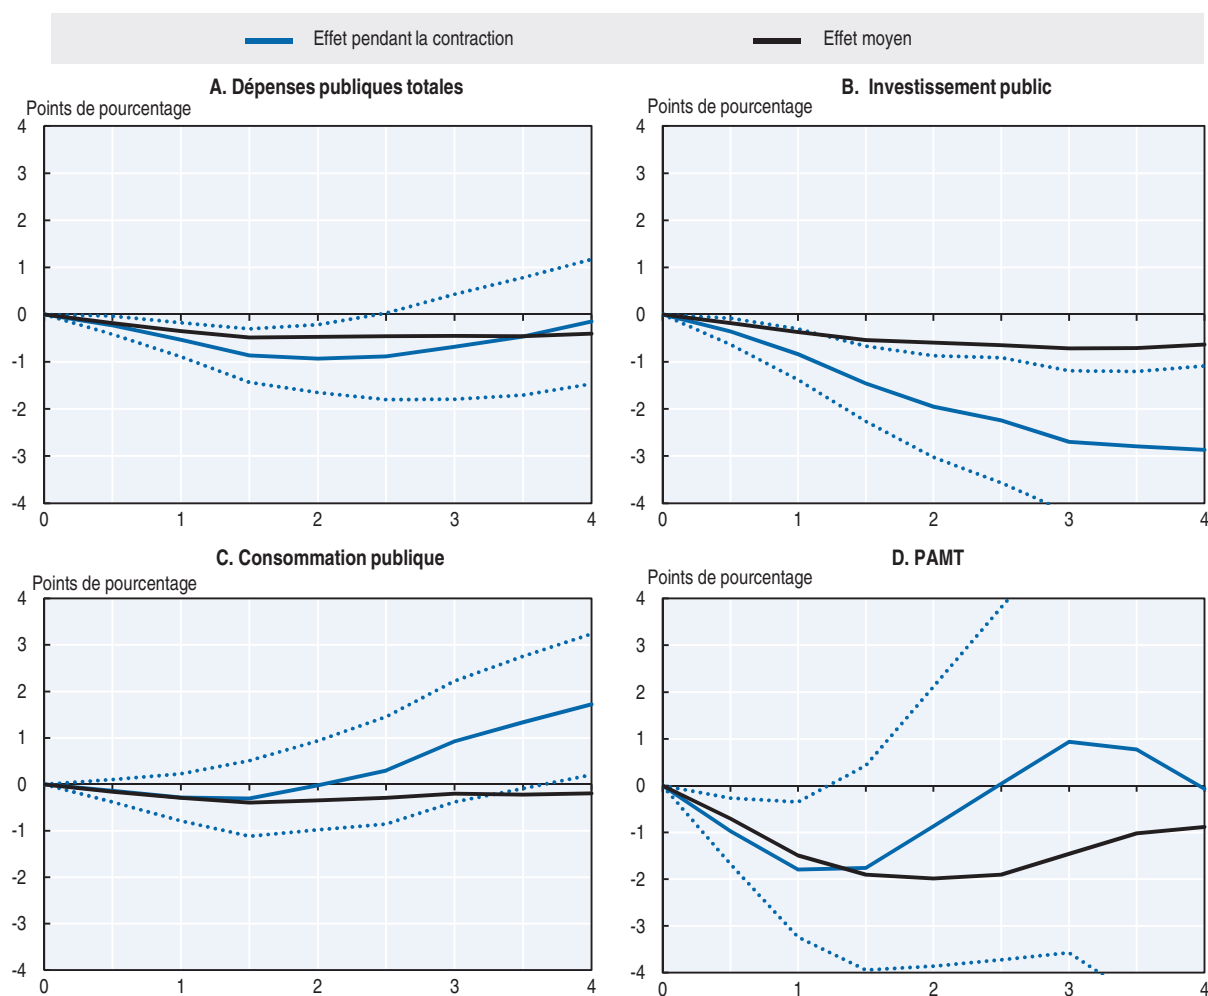 Effet pendant la contraction
Effet moyen
A. Dépenses publiques totales
Points de pourcentage
4
3
2
1
0
-1
-2
-3
-4
0 1 2 3 4
B. Investissement public
Points de pourcentage
4
3
2
1
0
-1
-2
-3
-4
0 1 2 3 4
C. Consommation publique
Points de pourcentage
4
3
2
1
0
-1
-2
-3
-4
0 1 2 3 4
D. PAMT
Points de pourcentage
4
3
2
1
0
-1
-2
-3
-4
0 1 2 3 4